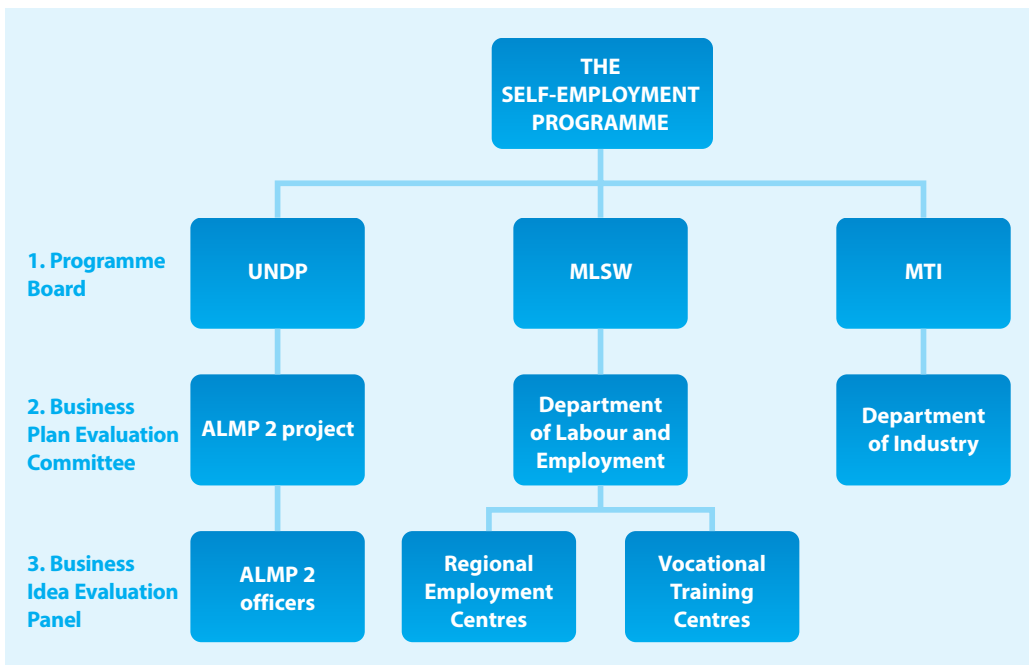 THE
SELF-EMPLOYMENT
PROGRAMME
1. Programme
Board
UNDP
MLSW
MTI
2. Business
Plan Evaluation
Committee
ALMP 2 project
Department
of Labour and
Employment
Department
of Industry
3. Business
Idea Evaluation
Panel
ALMP 2
officers
Regional
Employment
Centres
Vocational
Training
Centres